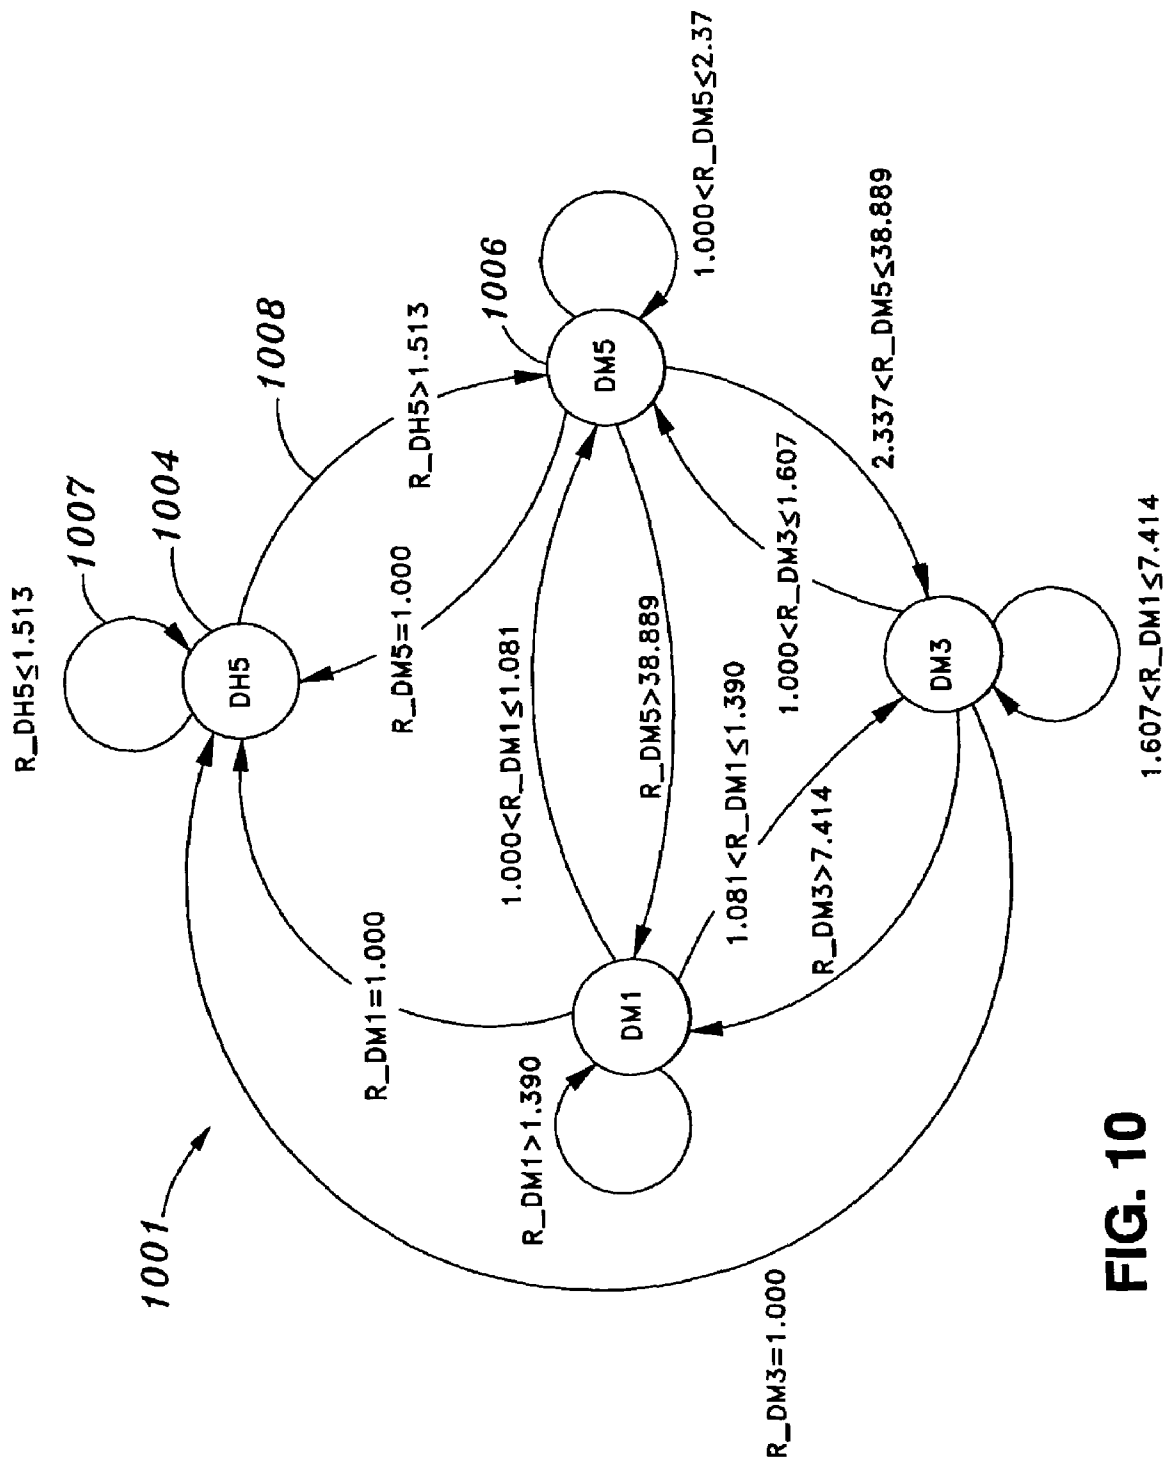 R_DH5≤1.513
1007
1004
DH5
1008
R_DH5>1.513
1006
DM5
1.000<R_DM5≤2.37
R_DM5=1.000
1.000<R_DM1≤1.081
R_DM5>38.889
1.000<R_DM3≤1.607
2.337<R_DM5≤38.889
1001
R_DM1=1.000
R_DM1>1.390
DM1
1.081<R_DM1≤1.390
R_DM3>7.414
DM3
1.607<R_DM1≤7.414
R_DM3=1.000
FIG. 10